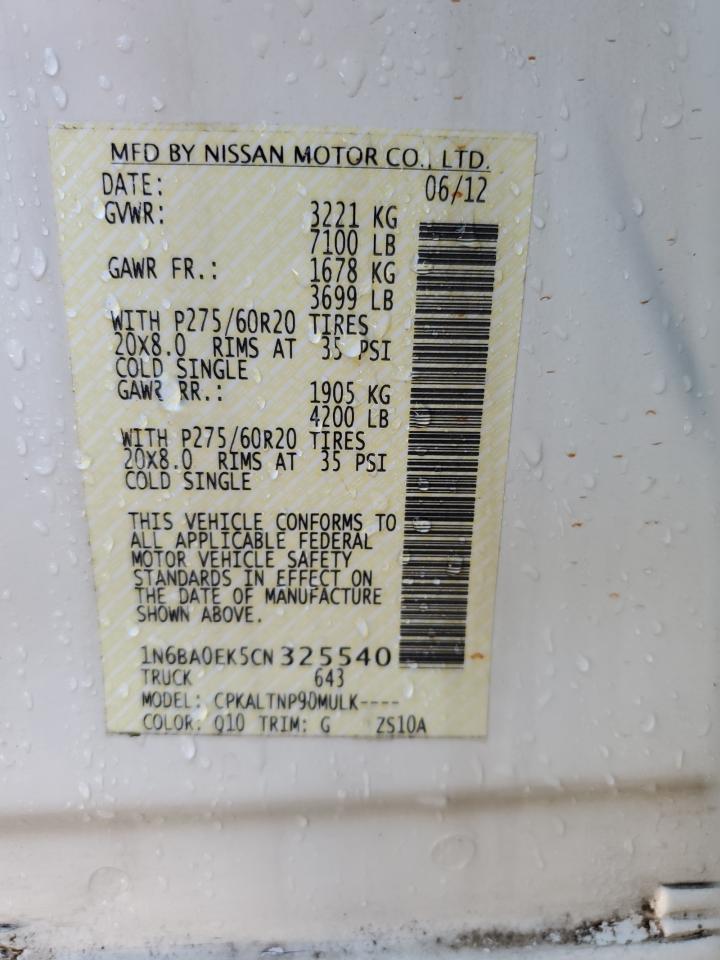 MFD BY NISSAN MOTOR CO., LTD.
DATE: 06/12
GVWR: 3221 KG
7100 LB
GAWR FR.: 1678 KG
3699 LB
WITH P275/60R20 TIRES
20X8.0 RIMS AT 35 PSI
COLD SINGLE
GAWR RR.: 1905 KG
4200 LB
WITH P275/60R20 TIRES
20X8.0 RIMS AT 35 PSI
COLD SINGLE
THIS VEHICLE CONFORMS TO
ALL APPLICABLE FEDERAL
MOTOR VEHICLE SAFETY
STANDARDS IN EFFECT ON
THE DATE OF MANUFACTURE
SHOWN ABOVE.
1N6BA0EK5CN 325540
TRUCK 643
MODEL: CPKALTNP90MULK----
COLOR: Q10 TRIM: G ZS10A